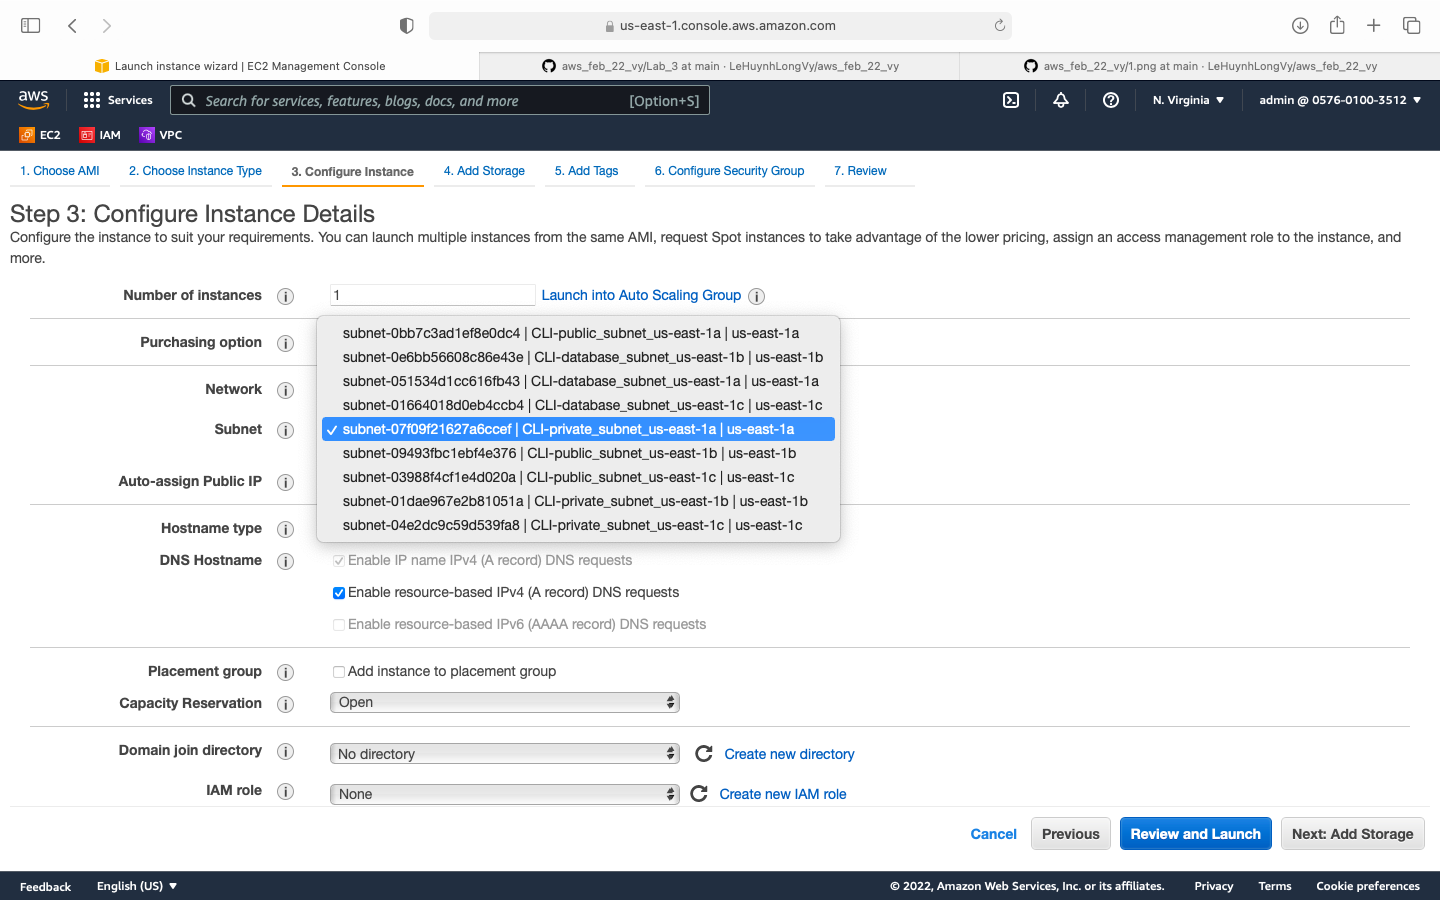 us-east-1.console.aws.amazon.com
Launch instance wizard | EC2 Management Console
aws_feb_22_vy/Lab_3 at main · LeHuynhLongVy/aws_feb_22_vy
aws_feb_22_vy/1.png at main · LeHuynhLongVy/aws_feb_22_vy
aws
Services
Search for services, features, blogs, docs, and more
[Option+S]
N. Virginia ▼
admin @ 0576-0100-3512 ▼
EC2
IAM
VPC
1. Choose AMI
2. Choose Instance Type
3. Configure Instance
4. Add Storage
5. Add Tags
6. Configure Security Group
7. Review
Step 3: Configure Instance Details
Configure the instance to suit your requirements. You can launch multiple instances from the same AMI, request Spot instances to take advantage of the lower pricing, assign an access management role to the instance, and
more.
Number of instances
1
Launch into Auto Scaling Group
Purchasing option
Network
Subnet
Auto-assign Public IP
Hostname type
subnet-0bb7c3ad1ef8e0dc4 | CLI-public_subnet_us-east-1a | us-east-1a
subnet-0e6bb56608c86e43e | CLI-database_subnet_us-east-1b | us-east-1b
subnet-051534d1cc616fb43 | CLI-database_subnet_us-east-1a | us-east-1a
subnet-01664018d0eb4ccb4 | CLI-database_subnet_us-east-1c | us-east-1c
✓ subnet-07f09f21627a6ccef | CLI-private_subnet_us-east-1a | us-east-1a
subnet-09493fbc1ebf4e376 | CLI-public_subnet_us-east-1b | us-east-1b
subnet-03988f4cf1e4d020a | CLI-public_subnet_us-east-1c | us-east-1c
subnet-01dae967e2b81051a | CLI-private_subnet_us-east-1b | us-east-1b
subnet-04e2dc9c59d539fa8 | CLI-private_subnet_us-east-1c | us-east-1c
DNS Hostname
Enable IP name IPv4 (A record) DNS requests
Enable resource-based IPv4 (A record) DNS requests
Enable resource-based IPv6 (AAAA record) DNS requests
Placement group
Add instance to placement group
Capacity Reservation
Open
Domain join directory
No directory
Create new directory
IAM role
None
Create new IAM role
Cancel
Previous
Review and Launch
Next: Add Storage
Feedback
English (US) ▼
© 2022, Amazon Web Services, Inc. or its affiliates.
Privacy
Terms
Cookie preferences